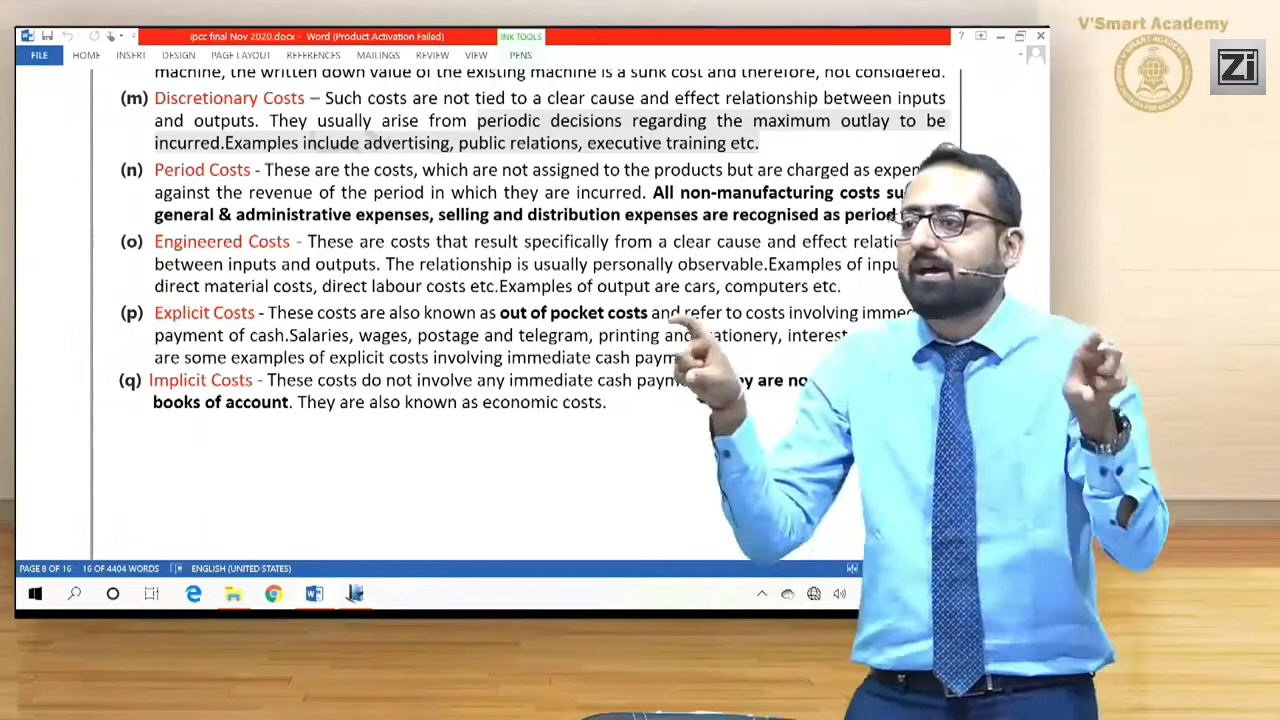 V'Smart Academy
Zi
ipcc final Nov 2020.docx - Word (Product Activation Failed)
INK TOOLS
FILE HOME INSERT DESIGN PAGE LAYOUT REFERENCES MAILINGS REVIEW VIEW PENS
machine, the written down value of the existing machine is a sunk cost and therefore, not considered.
(m) Discretionary Costs – Such costs are not tied to a clear cause and effect relationship between inputs
and outputs. They usually arise from periodic decisions regarding the maximum outlay to be
incurred.Examples include advertising, public relations, executive training etc.
(n) Period Costs - These are the costs, which are not assigned to the products but are charged as expen
against the revenue of the period in which they are incurred. All non-manufacturing costs su
general & administrative expenses, selling and distribution expenses are recognised as period
(o) Engineered Costs - These are costs that result specifically from a clear cause and effect relatio
between inputs and outputs. The relationship is usually personally observable.Examples of inpu
direct material costs, direct labour costs etc.Examples of output are cars, computers etc.
(p) Explicit Costs - These costs are also known as out of pocket costs and refer to costs involving immed
payment of cash.Salaries, wages, postage and telegram, printing and stationery, interest
are some examples of explicit costs involving immediate cash paym
(q) Implicit Costs - These costs do not involve any immediate cash paym
books of account. They are also known as economic costs.
PAGE 8 OF 16 16 OF 4404 WORDS ENGLISH (UNITED STATES)